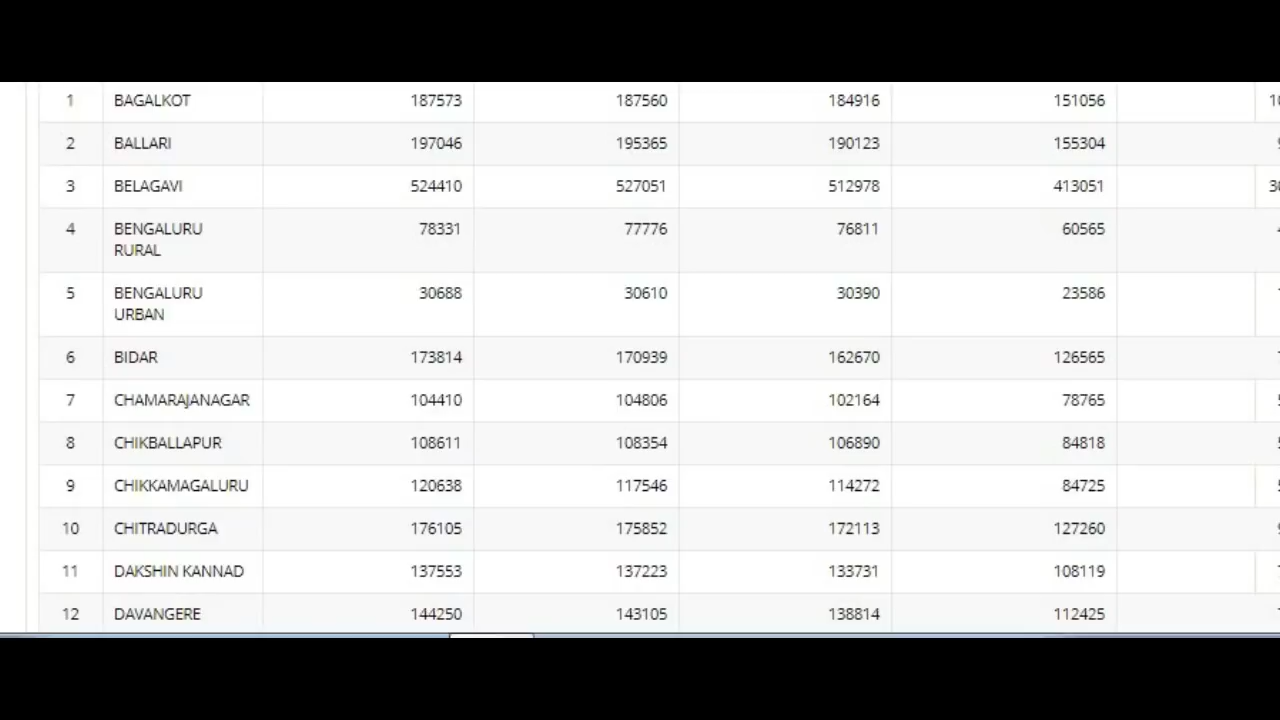 1 BAGALKOT 187573 187560 184916 151056
2 BALLARI 197046 195365 190123 155304
3 BELAGAVI 524410 527051 512978 413051
4 BENGALURU 78331 77776 76811 60565
RURAL
5 BENGALURU 30688 30610 30390 23586
URBAN
6 BIDAR 173814 170939 162670 126565
7 CHAMARAJANAGAR 104410 104806 102164 78765
8 CHIKBALLAPUR 108611 108354 106890 84818
9 CHIKKAMAGALURU 120638 117546 114272 84725
10 CHITRADURGA 176105 175852 172113 127260
11 DAKSHIN KANNAD 137553 137223 133731 108119
12 DAVANGERE 144250 143105 138814 112425